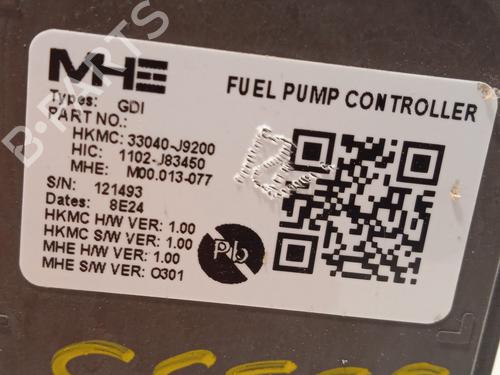 MHE
FUEL PUMP CONTROLLER
Types: GDI
PART NO.:
HKMC: 33040-J9200
HIC: 1102-J83450
MHE: M00.013-077
S/N: 121493
Dates: 8E24
HKMC H/W VER: 1.00
HKMC S/W VER: 1.00
MHE H/W VER: 1.00
MHE S/W VER: O301
Pb
B-PARTS